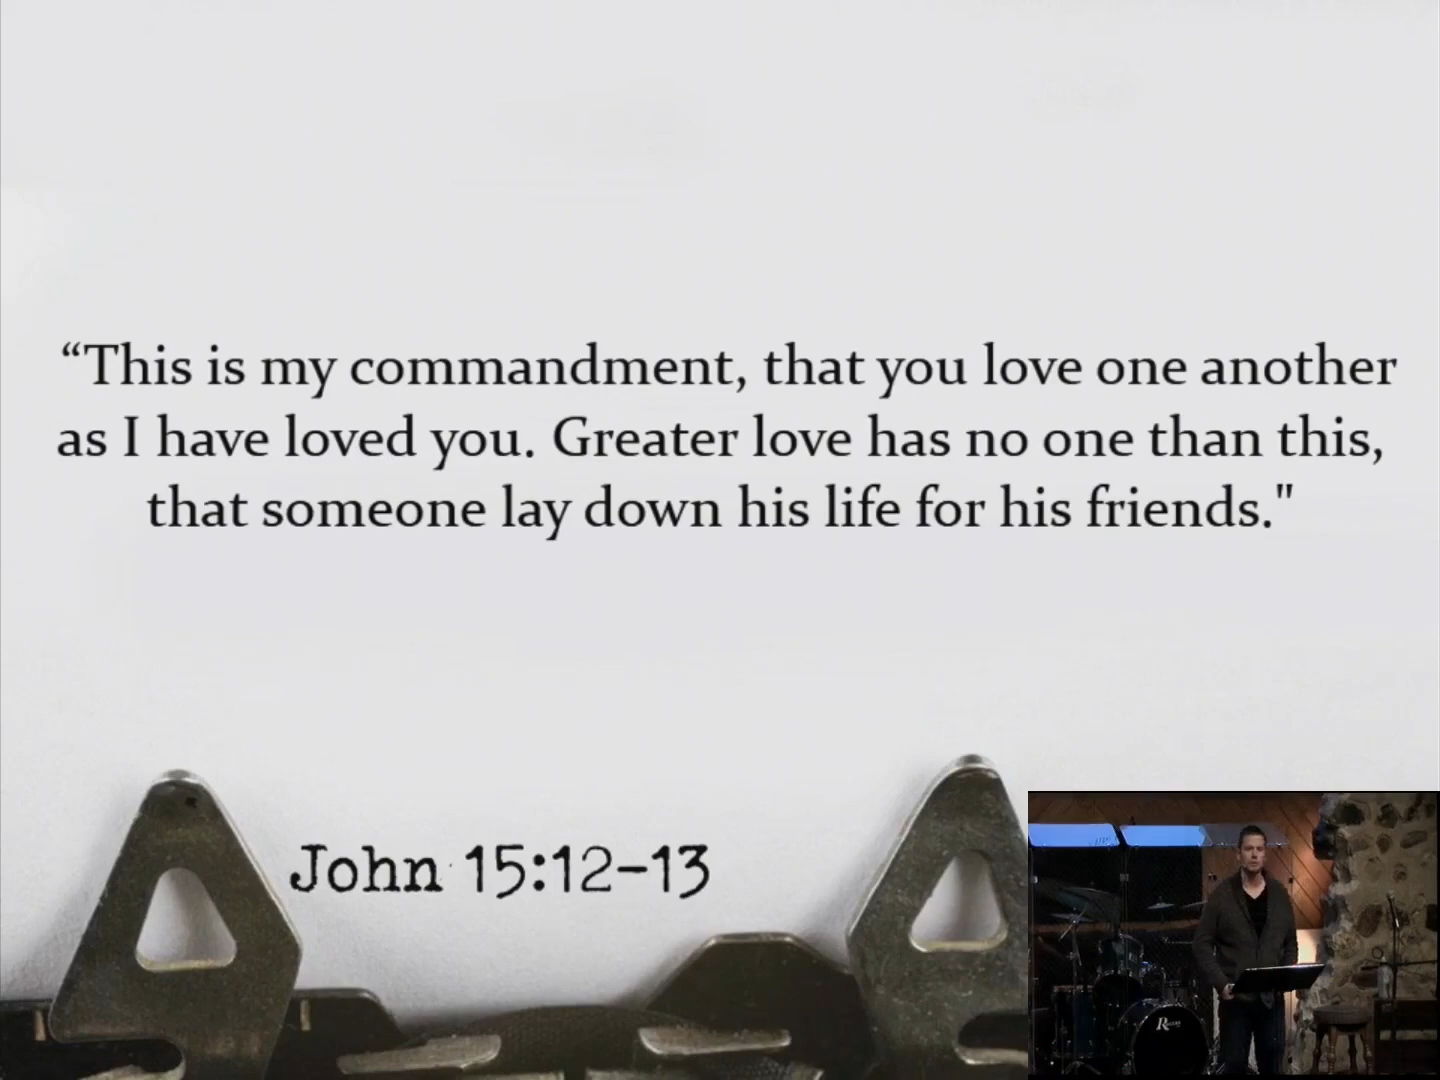 “This is my commandment, that you love one another
as I have loved you. Greater love has no one than this,
that someone lay down his life for his friends."
John 15:12-13